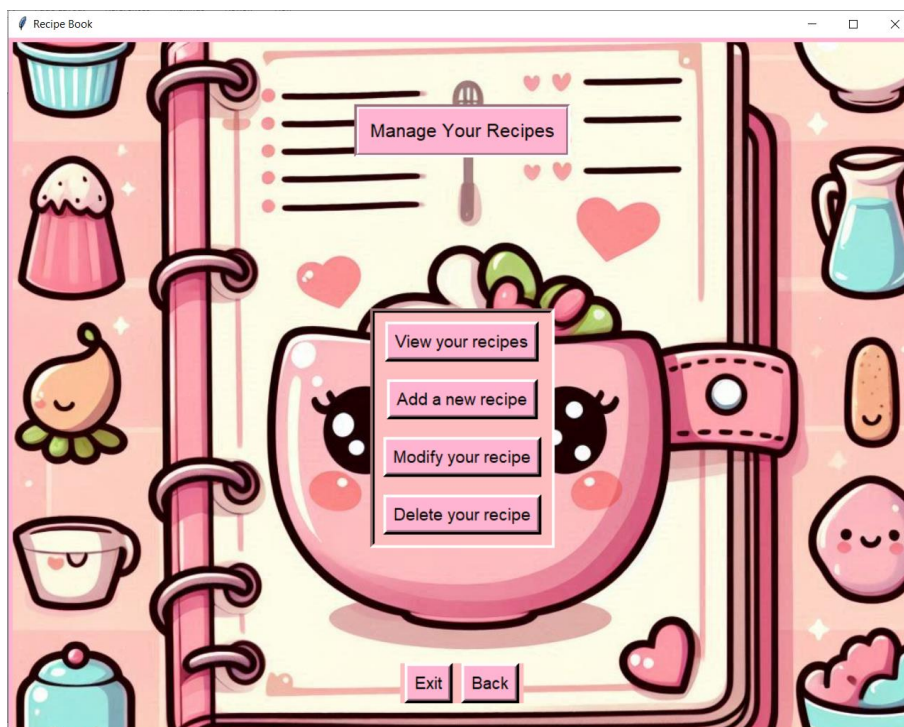 Recipe Book
Manage Your Recipes
View your recipes
Add a new recipe
Modify your recipe
Delete your recipe
Exit Back